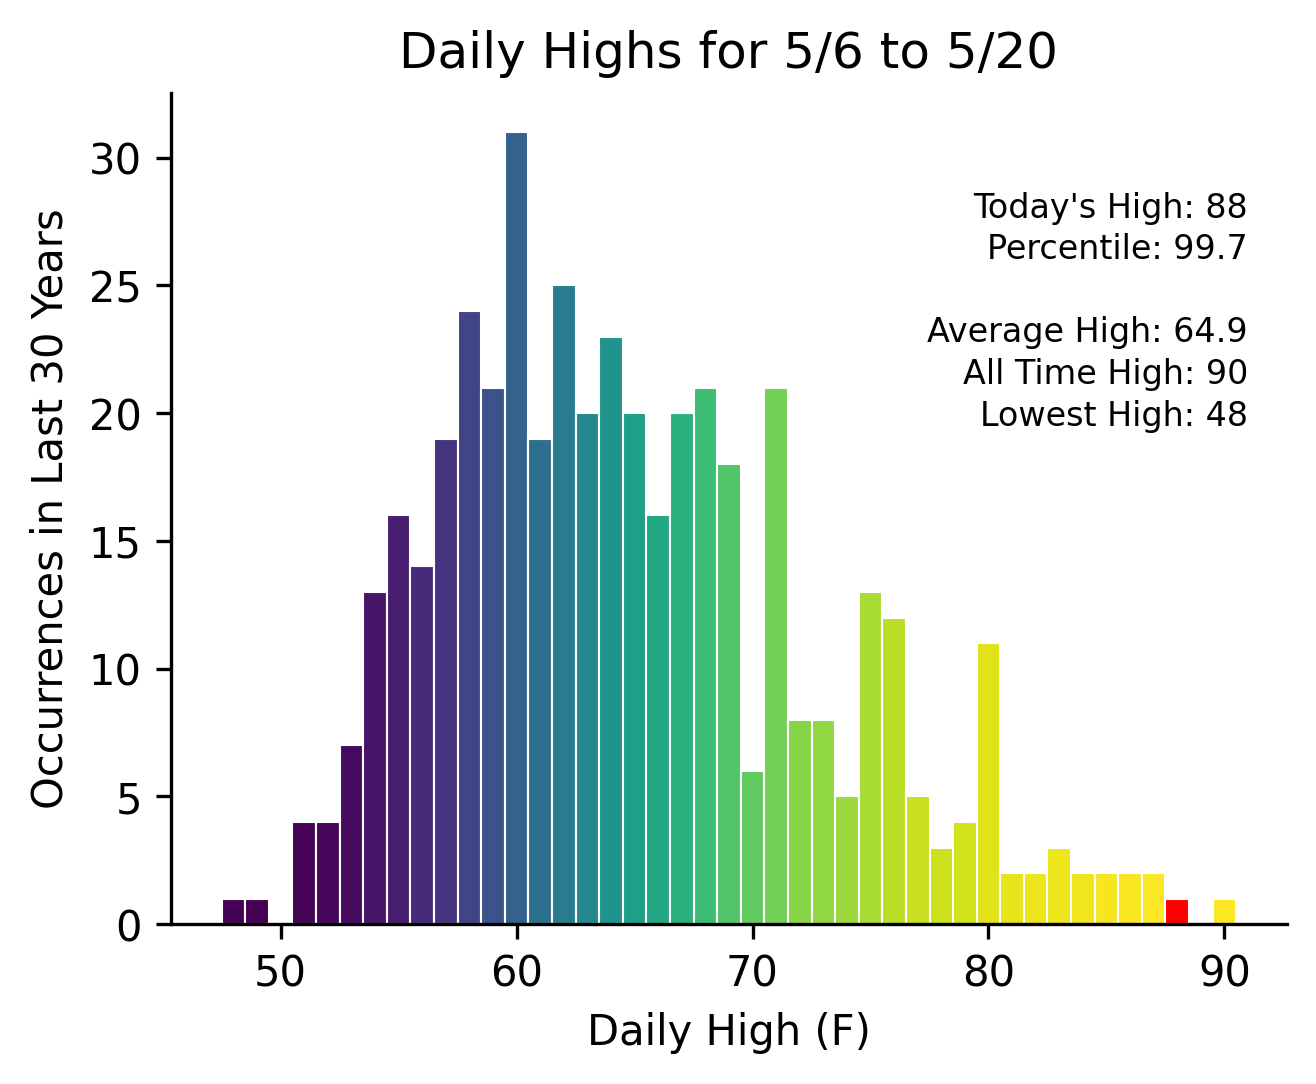 Daily Highs for 5/6 to 5/20
Occurrences in Last 30 Years
30
25
20
15
10
5
0
Today's High: 88
Percentile: 99.7
Average High: 64.9
All Time High: 90
Lowest High: 48
50 60 70 80 90
Daily High (F)